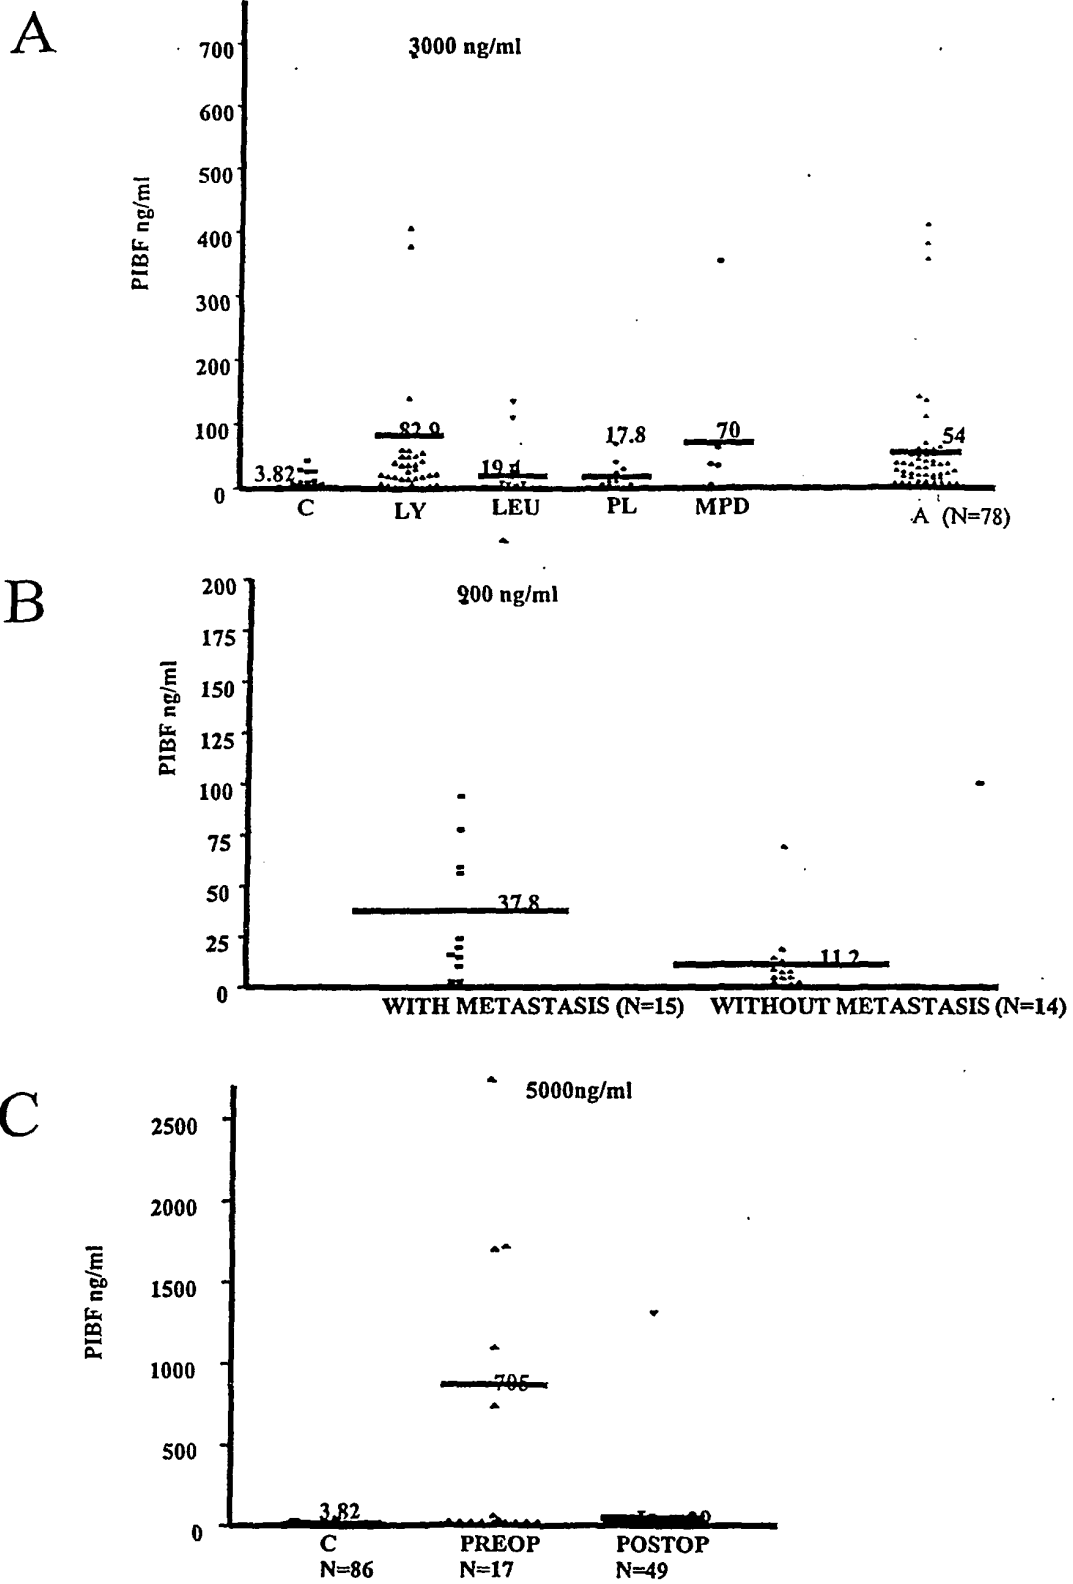 A
3000 ng/ml
PIBF ng/ml
700
600
500
400
300
200
100
0
3.82
82.9
17.8
70
54
C
LY
LEU
PL
MPD
A (N=78)
B
900 ng/ml
PIBF ng/ml
200
175
150
125
100
75
50
25
0
37.8
11.2
WITH METASTASIS (N=15)
WITHOUT METASTASIS (N=14)
C
5000ng/ml
PIBF ng/ml
2500
2000
1500
1000
500
0
3.82
705
C
PREOP
POSTOP
N=86
N=17
N=49